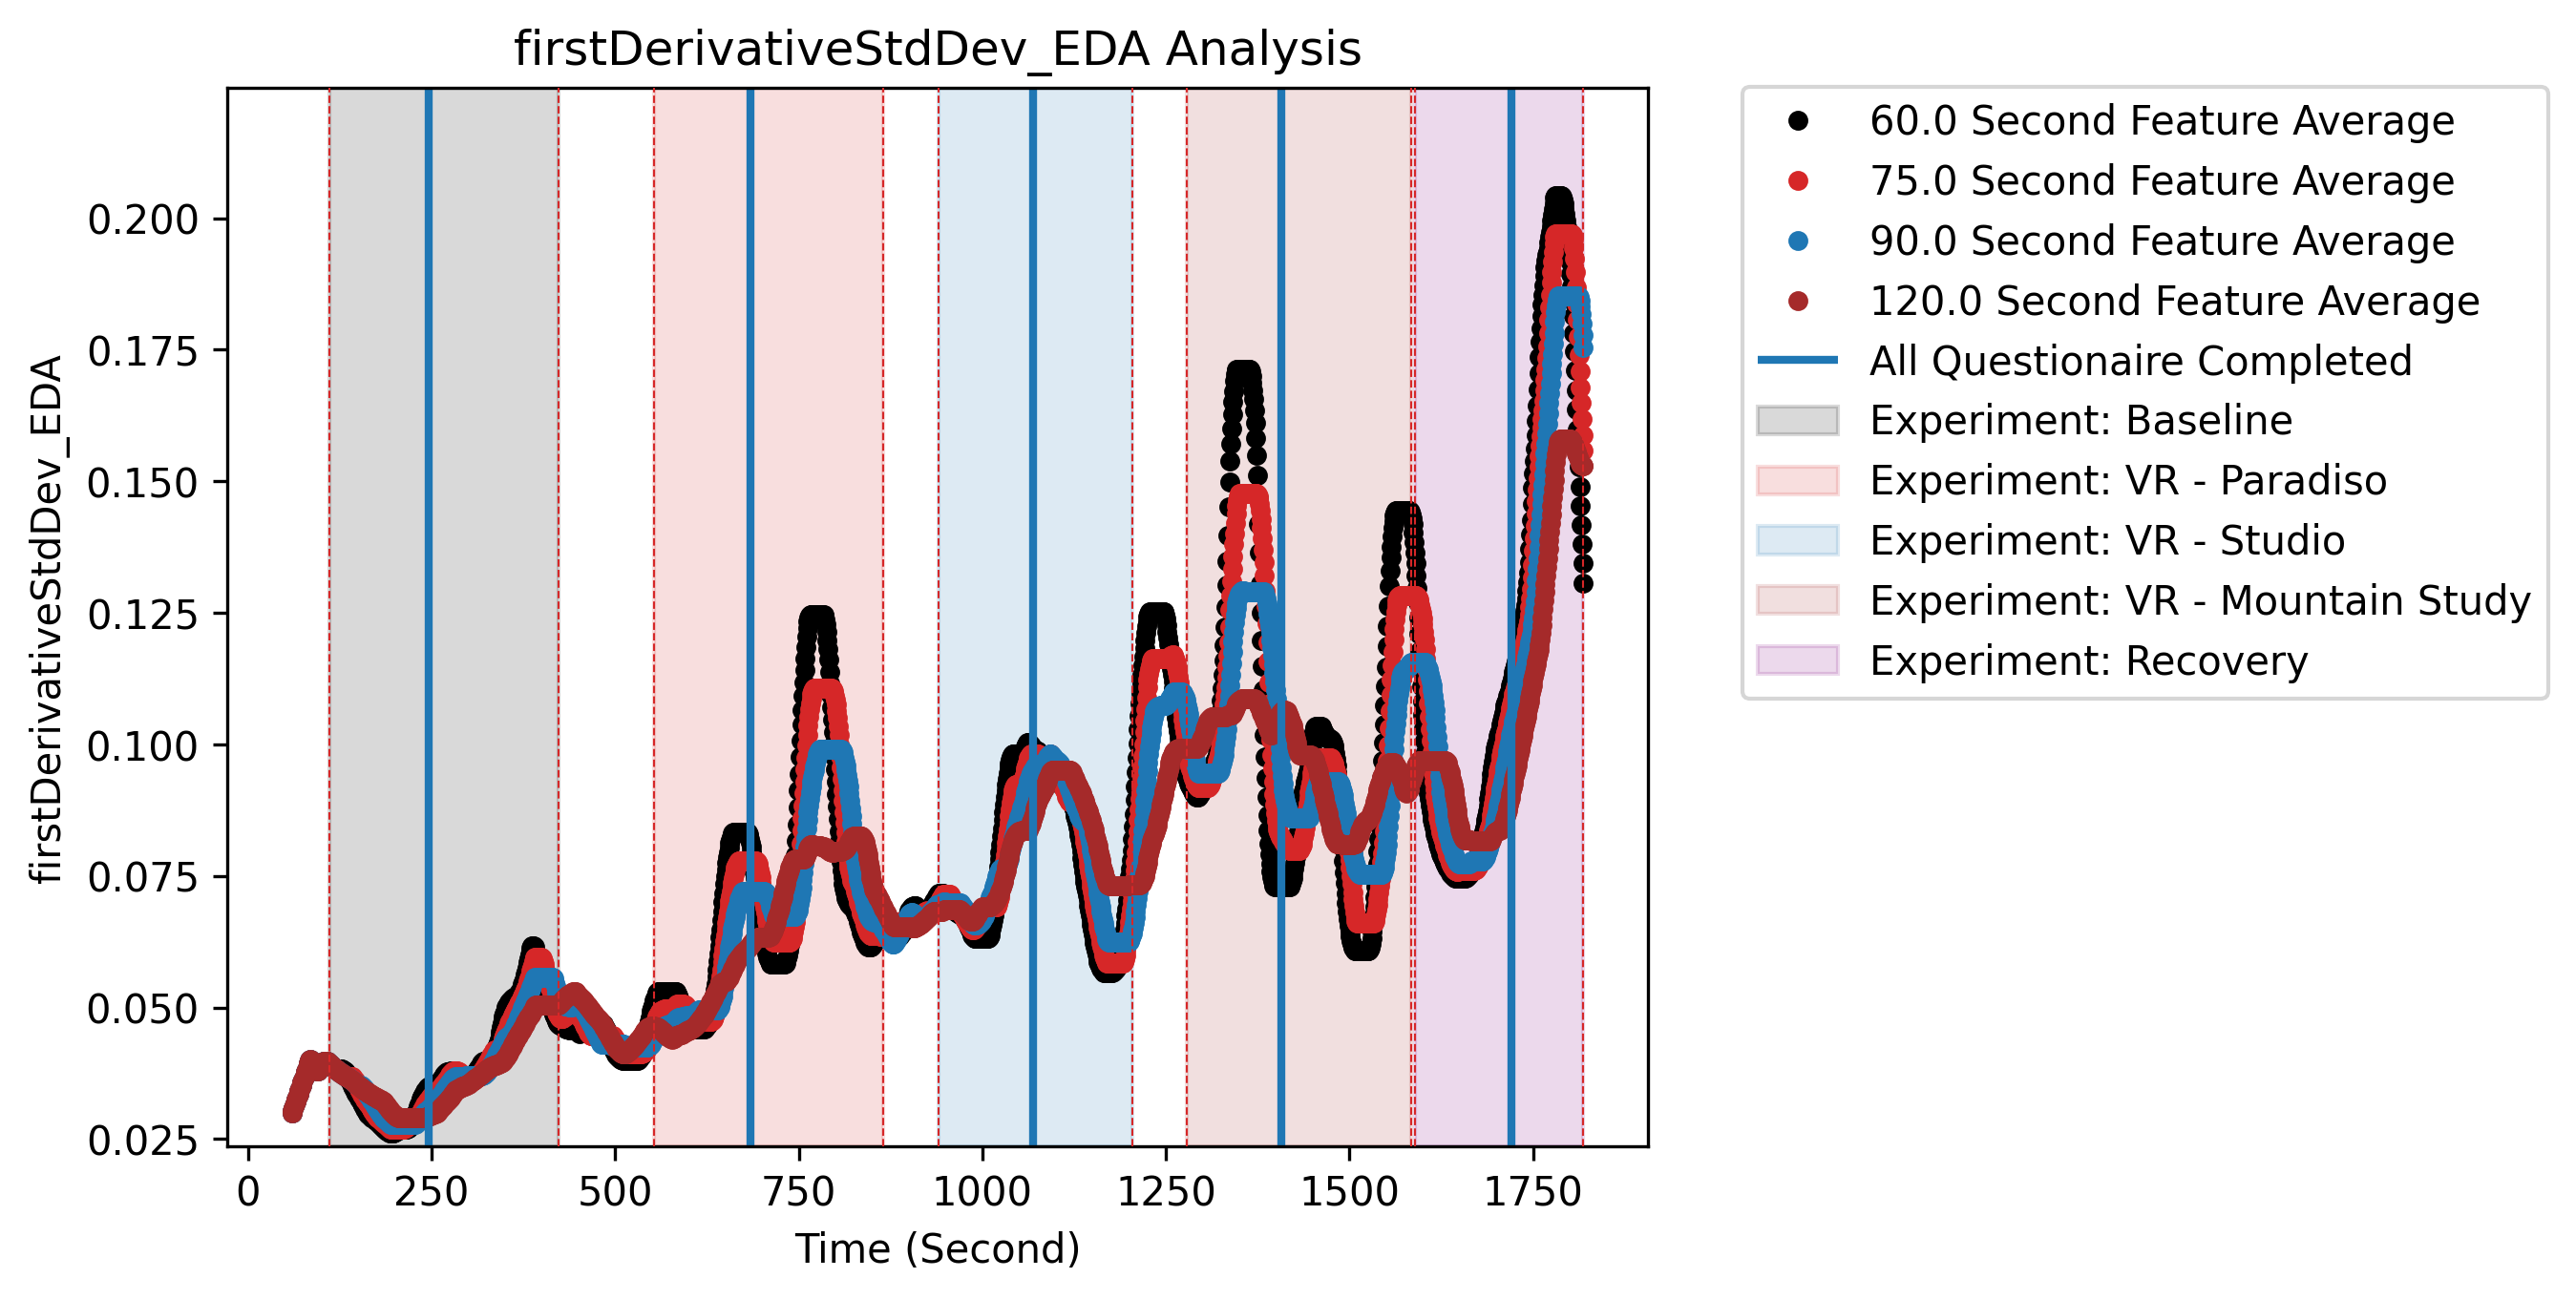 firstDerivativeStdDev_EDA Analysis
firstDerivativeStdDev_EDA
0.200
0.175
0.150
0.125
0.100
0.075
0.050
0.025
0 250 500 750 1000 1250 1500 1750
Time (Second)
60.0 Second Feature Average
75.0 Second Feature Average
90.0 Second Feature Average
120.0 Second Feature Average
All Questionaire Completed
Experiment: Baseline
Experiment: VR - Paradiso
Experiment: VR - Studio
Experiment: VR - Mountain Study
Experiment: Recovery